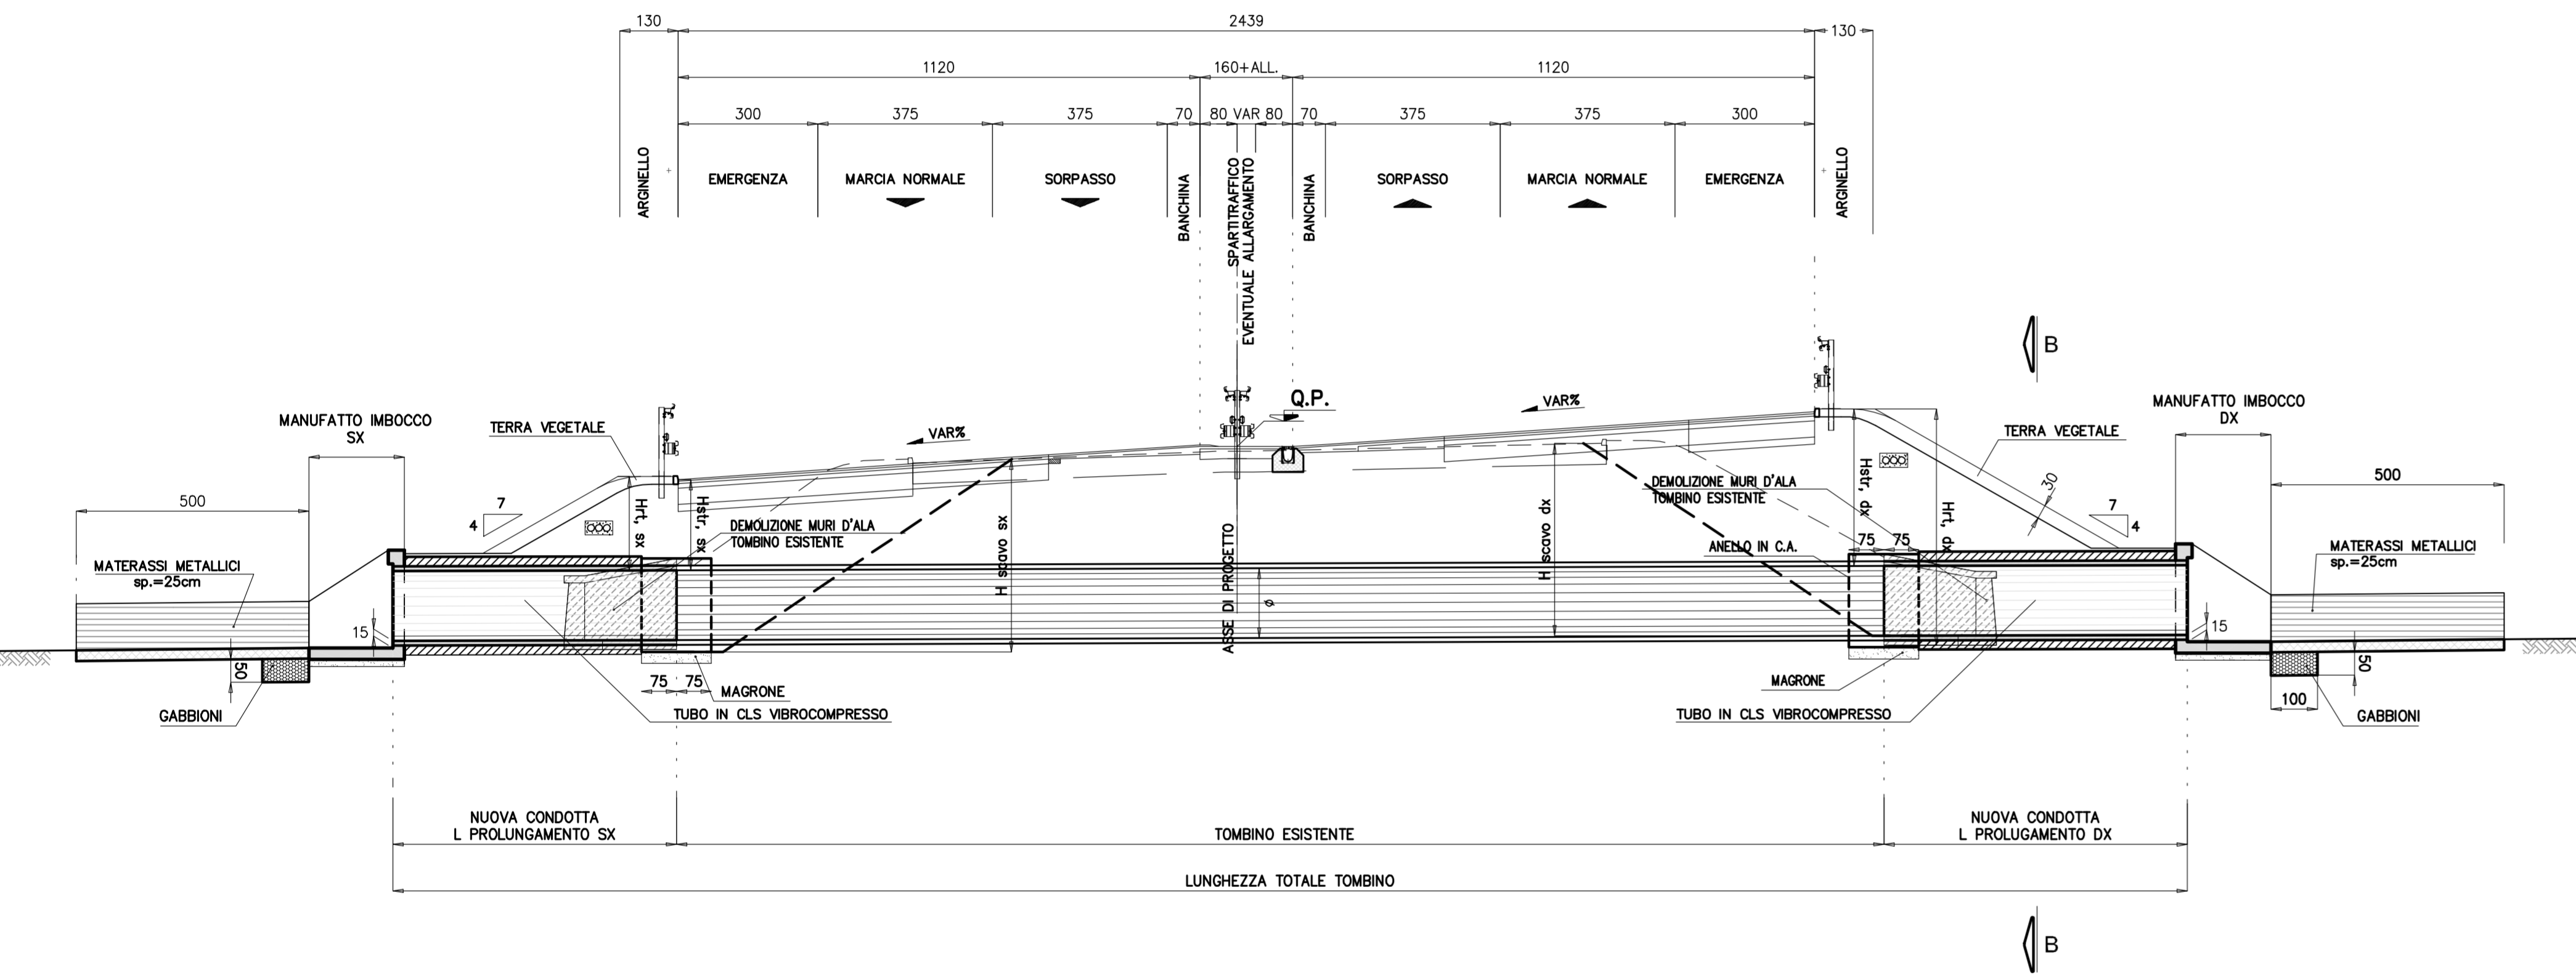 130
2439
130
1120
160+ALL.
1120
300
375
375
70
80 VAR 80
70
375
375
300
ARGINELLO
EMERGENZA
MARCIA NORMALE
SORPASSO
BANCHINA
SPARTITRAFFICO
EVENTUALE ALLARGAMENTO
BANCHINA
SORPASSO
MARCIA NORMALE
EMERGENZA
ARGINELLO
B
Q.P.
VAR%
VAR%
MANUFATTO IMBOCCO
SX
TERRA VEGETALE
MANUFATTO IMBOCCO
DX
TERRA VEGETALE
500
7
4
Hrt, sx
Hstr, sx
DEMOLIZIONE MURI D'ALA
TOMBINO ESISTENTE
H scavo sx
ASSE DI PROGETTO
Ø
H scavo dx
DEMOLIZIONE MURI D'ALA
TOMBINO ESISTENTE
Hstr, dx
Hrt, dx
30
7
4
500
75
75
ANELLO IN C.A.
MATERASSI METALLICI
sp.=25cm
MATERASSI METALLICI
sp.=25cm
15
15
50
50
75
75
MAGRONE
MAGRONE
100
GABBIONI
TUBO IN CLS VIBROCOMPRESSO
TUBO IN CLS VIBROCOMPRESSO
GABBIONI
NUOVA CONDOTTA
L PROLUNGAMENTO SX
TOMBINO ESISTENTE
NUOVA CONDOTTA
L PROLUGAMENTO DX
LUNGHEZZA TOTALE TOMBINO
B